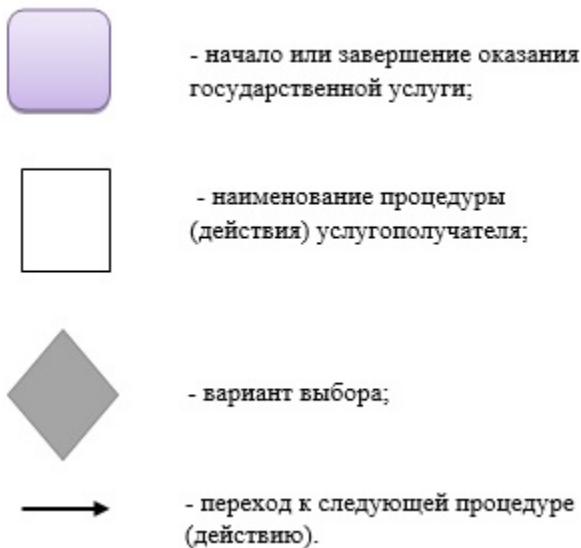 - начало или завершение оказания
государственной услуги;
- наименование процедуры
(действия) услугополучателя;
- вариант выбора;
- переход к следующей процедуре
(действию).